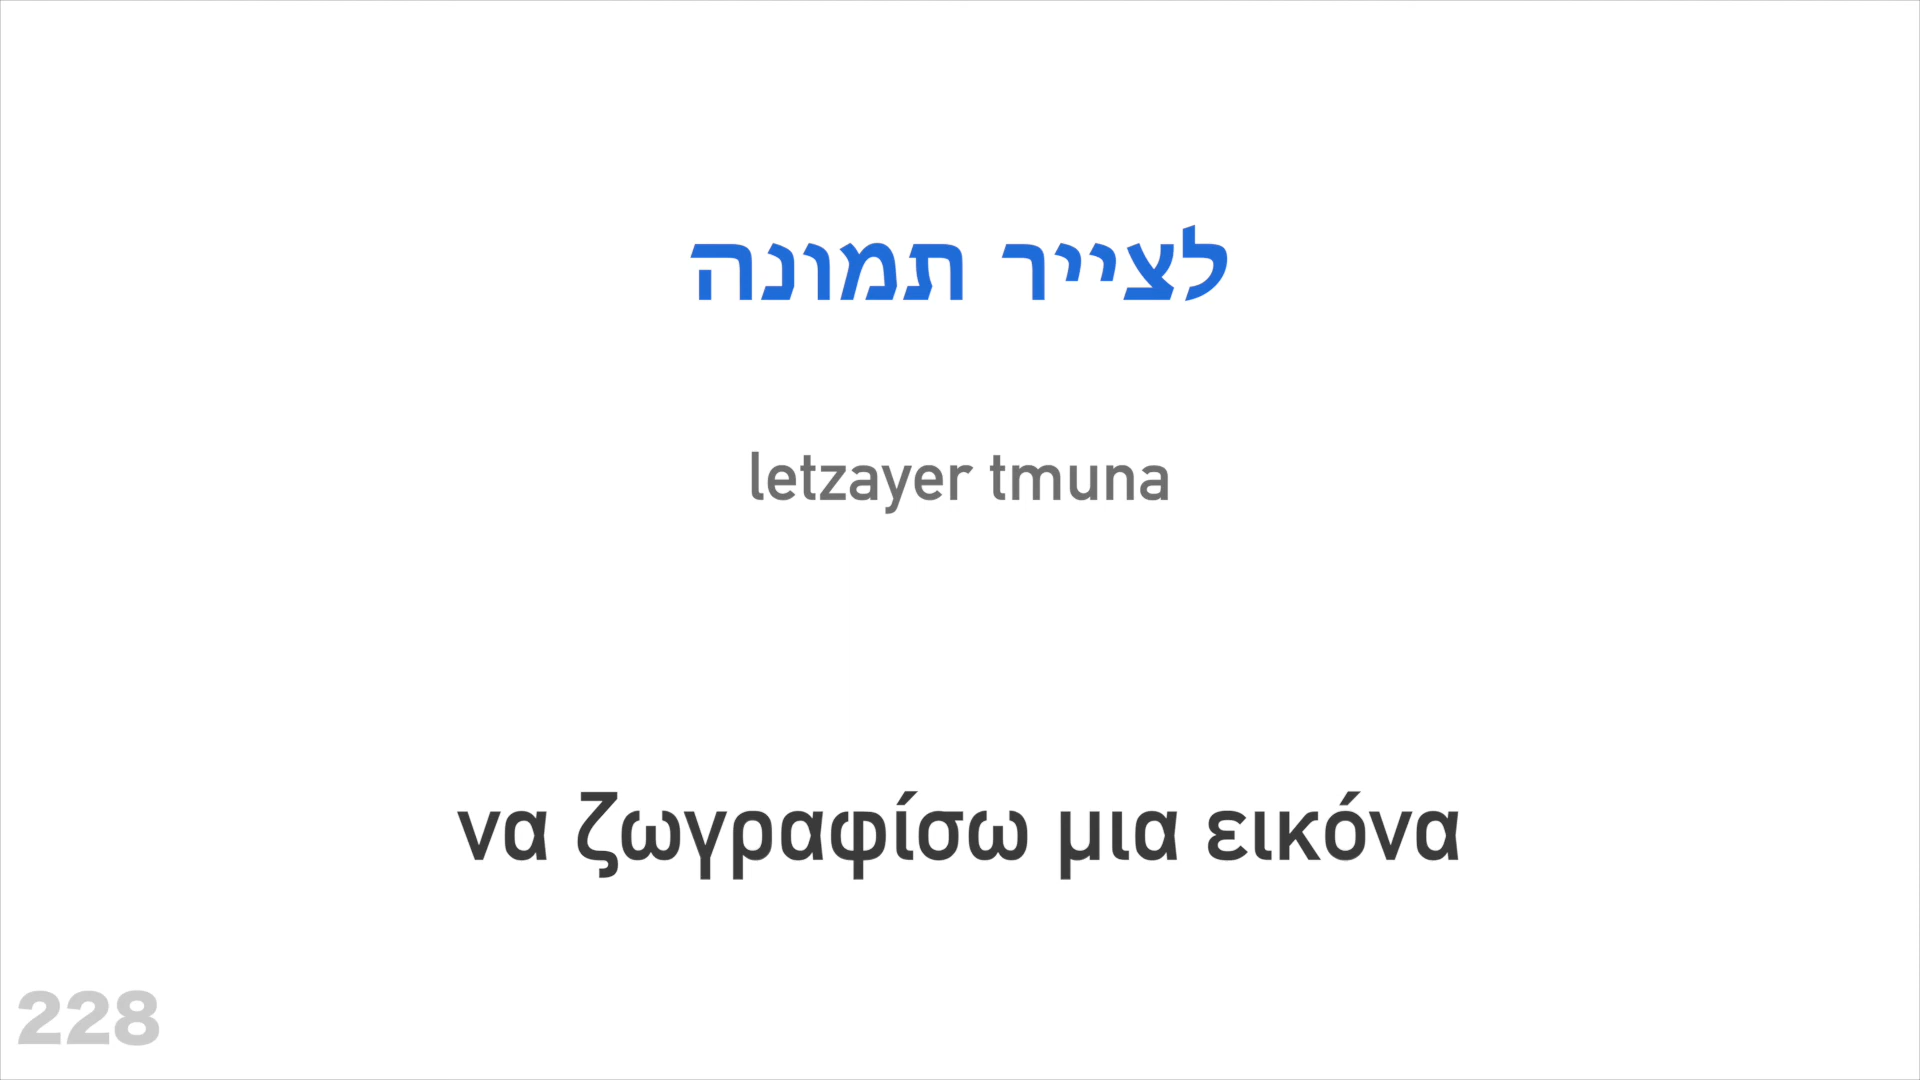 לצייר תמונה
letzayer tmuna
να ζωγραφίσω μια εικόνα
228